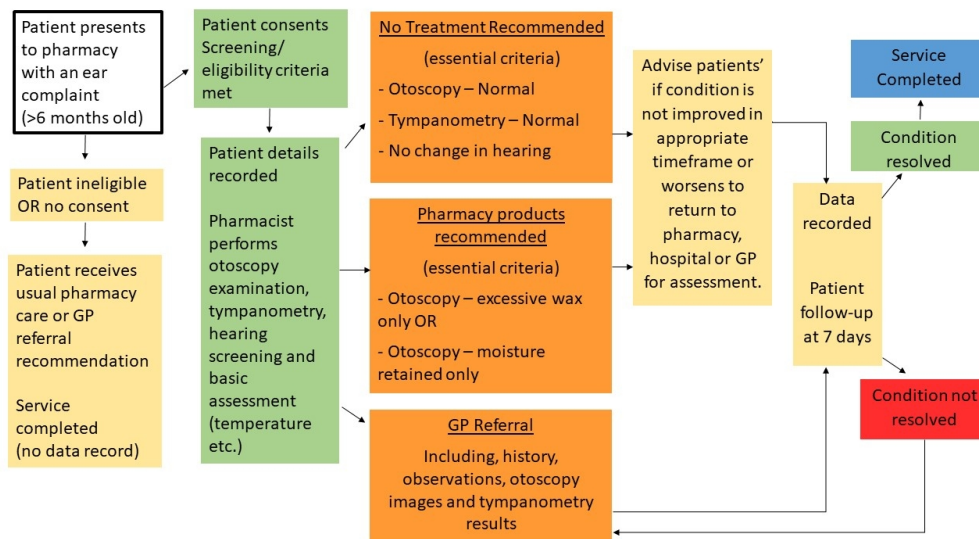 Patient presents
to pharmacy
with an ear
complaint
(>6 months old)
Patient ineligible
OR no consent
Patient receives
usual pharmacy
care or GP
referral
recommendation
Service
completed
(no data record)
Patient consents
Screening/
eligibility criteria
met
Patient details
recorded
Pharmacist
performs
otoscopy
examination,
tympanometry,
hearing
screening and
basic
assessment
(temperature
etc.)
No Treatment Recommended
(essential criteria)
- Otoscopy – Normal
- Tympanometry – Normal
- No change in hearing
Pharmacy products
recommended
(essential criteria)
- Otoscopy – excessive wax
only OR
- Otoscopy – moisture
retained only
GP Referral
Including, history,
observations, otoscopy
images and tympanometry
results
Advise patients’
if condition is
not improved in
appropriate
timeframe or
worsens to
return to
pharmacy,
hospital or GP
for assessment.
Data
recorded
Patient
follow-up
at 7 days
Service
Completed
Condition
resolved
Condition not
resolved